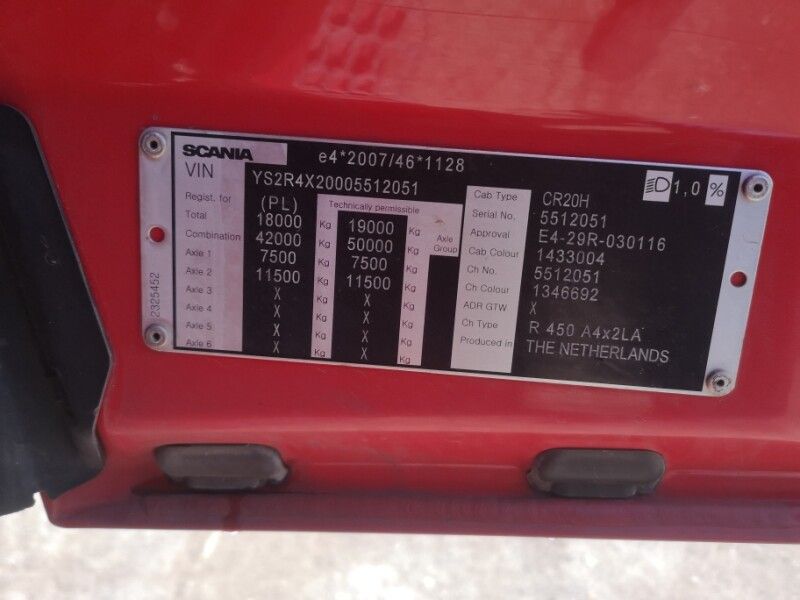 SCANIA e4*2007/46*1128
VIN YS2R4X20005512051
Regist. for (PL) Technically permissible
Total 18000 Kg 19000 Kg
Combination 42000 Kg 50000 Kg Axle Group
Axle 1 7500 Kg 7500 Kg
Axle 2 11500 Kg 11500 Kg
Axle 3 X Kg X Kg
Axle 4 X Kg X Kg
Axle 5 X Kg X Kg
Axle 6 X Kg X Kg
2325452
Cab Type CR20H 1,0 %
Serial No. 5512051
Approval E4-29R-030116
Cab Colour 1433004
Ch No. 5512051
Ch Colour 1346692
ADR GTW X
Ch Type R 450 A4x2LA
Produced in THE NETHERLANDS